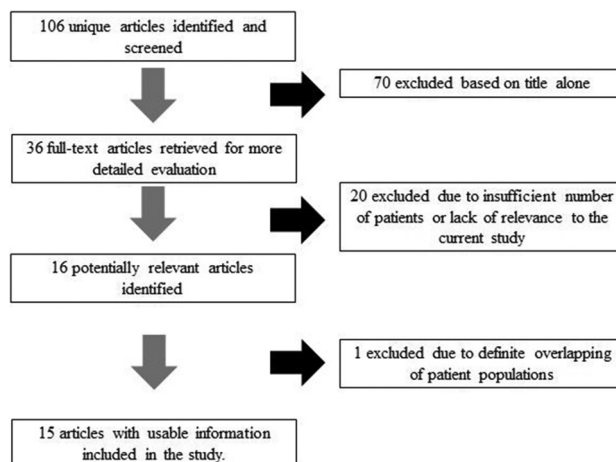 106 unique articles identified and
screened
70 excluded based on title alone
36 full-text articles retrieved for more
detailed evaluation
20 excluded due to insufficient number
of patients or lack of relevance to the
current study
16 potentially relevant articles
identified
1 excluded due to definite overlapping
of patient populations
15 articles with usable information
included in the study.